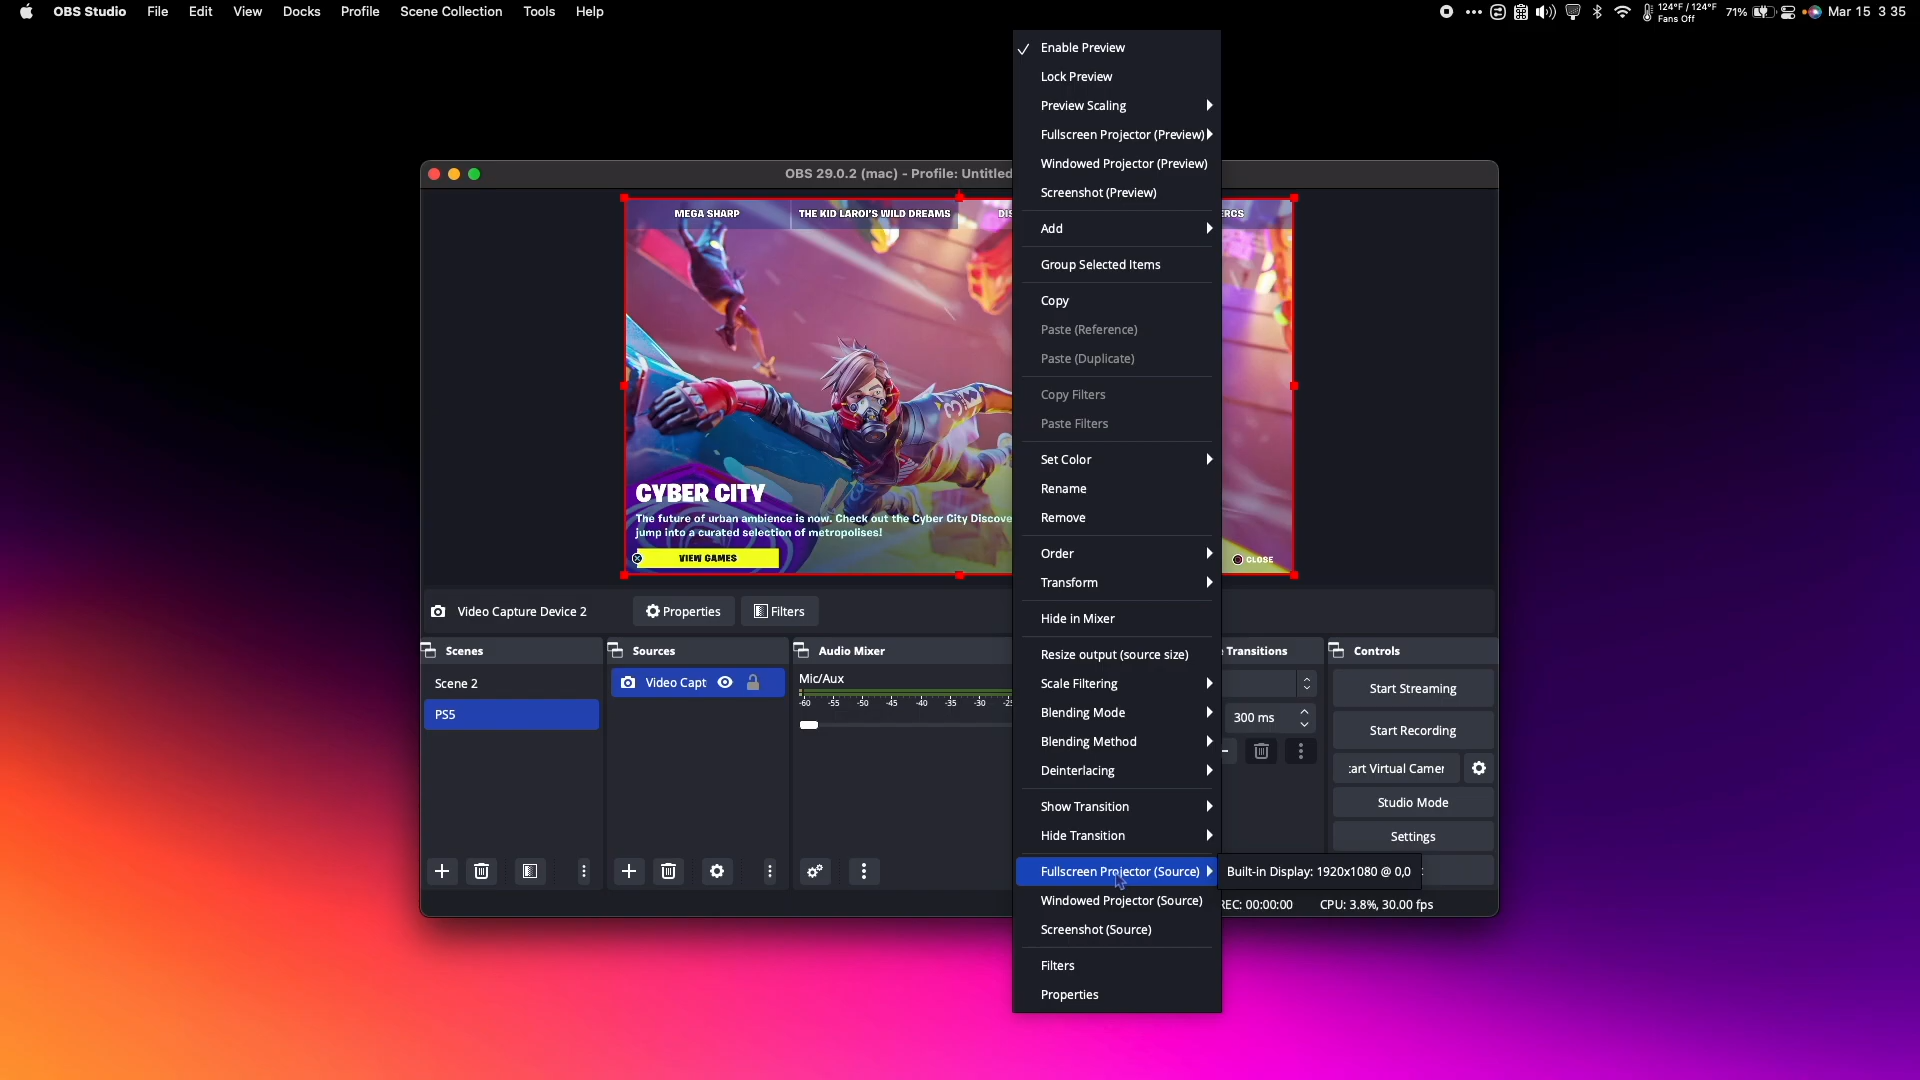 OBS Studio File Edit View Docks Profile Scene Collection Tools Help
124°F / 124°F
Fans Off
71%
Mar 15 3 35
OBS 29.0.2 (mac) - Profile: Untitled
MEGA SHARP
THE KID LAROI'S WILD DREAMS
CYBER CITY
The future of urban ambience is now. Check out the Cyber City Discove
jump into a curated selection of metropolises!
VIEW GAMES
CLOSE
Enable Preview
Lock Preview
Preview Scaling
Fullscreen Projector (Preview)
Windowed Projector (Preview)
Screenshot (Preview)
Add
Group Selected Items
Copy
Paste (Reference)
Paste (Duplicate)
Copy Filters
Paste Filters
Set Color
Rename
Remove
Order
Transform
Hide in Mixer
Resize output (source size)
Scale Filtering
Blending Mode
Blending Method
Deinterlacing
Show Transition
Hide Transition
Fullscreen Projector (Source)
Built-in Display: 1920x1080 @ 0,0
Windowed Projector (Source)
Screenshot (Source)
Filters
Properties
Video Capture Device 2
Properties
Filters
Scenes
Scene 2
PS5
Sources
Video Capt
Audio Mixer
Mic/Aux
-60 -55 -50 -45 -40 -35 -30
Transitions
300 ms
Controls
Start Streaming
Start Recording
art Virtual Camer
Studio Mode
Settings
REC: 00:00:00
CPU: 3.8%, 30.00 fps